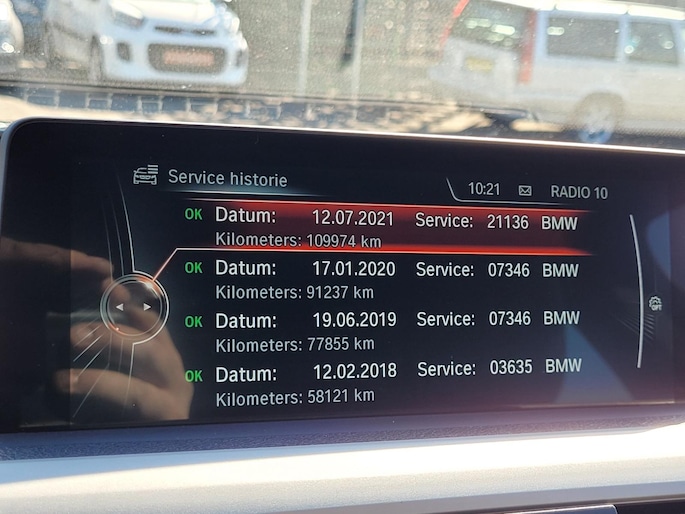 Service historie
10:21 RADIO 10
OK Datum: 12.07.2021 Service: 21136 BMW
Kilometers: 109974 km
OK Datum: 17.01.2020 Service: 07346 BMW
Kilometers: 91237 km
OK Datum: 19.06.2019 Service: 07346 BMW
Kilometers: 77855 km
OK Datum: 12.02.2018 Service: 03635 BMW
Kilometers: 58121 km
OPT